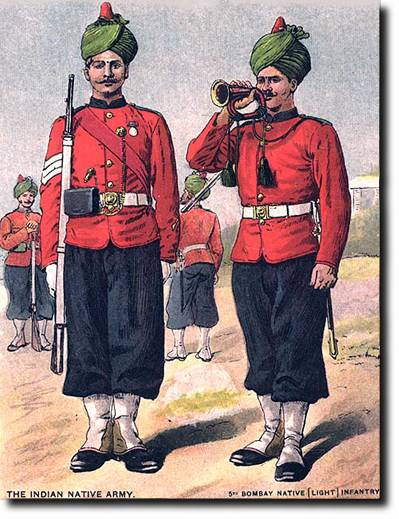 THE INDIAN NATIVE ARMY.
5TH BOMBAY NATIVE [LIGHT] INFANTRY